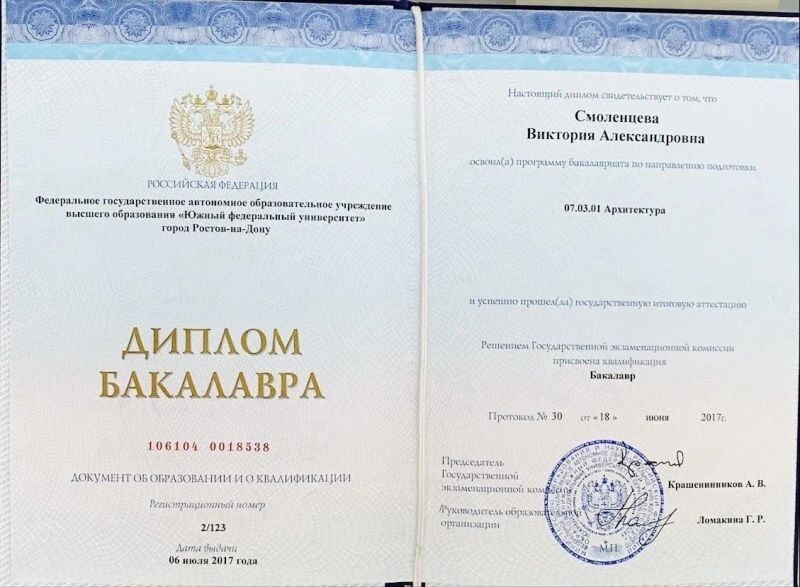 РОССИЙСКАЯ ФЕДЕРАЦИЯ
Федеральное государственное автономное образовательное учреждение
высшего образования «Южный федеральный университет»
город Ростов-на-Дону
ДИПЛОМ
БАКАЛАВРА
106104 0018538
ДОКУМЕНТ ОБ ОБРАЗОВАНИИ И О КВАЛИФИКАЦИИ
Регистрационный номер
2/123
Дата выдачи
06 июля 2017 года
Настоящий диплом свидетельствует о том, что
Смоленцева
Виктория Александровна
освоил(а) программу бакалавриата по направлению подготовки
07.03.01 Архитектура
и успешно прошел(ла) государственную итоговую аттестацию
Решением Государственной экзаменационной комиссии
присвоена квалификация
Бакалавр
Протокол № 30 от «18» июня 2017г.
Председатель
Государственной
экзаменационной комиссии
Крашенинников А. В.
Руководитель образовательной
организации
Ломакина Г. Р.
М.П.